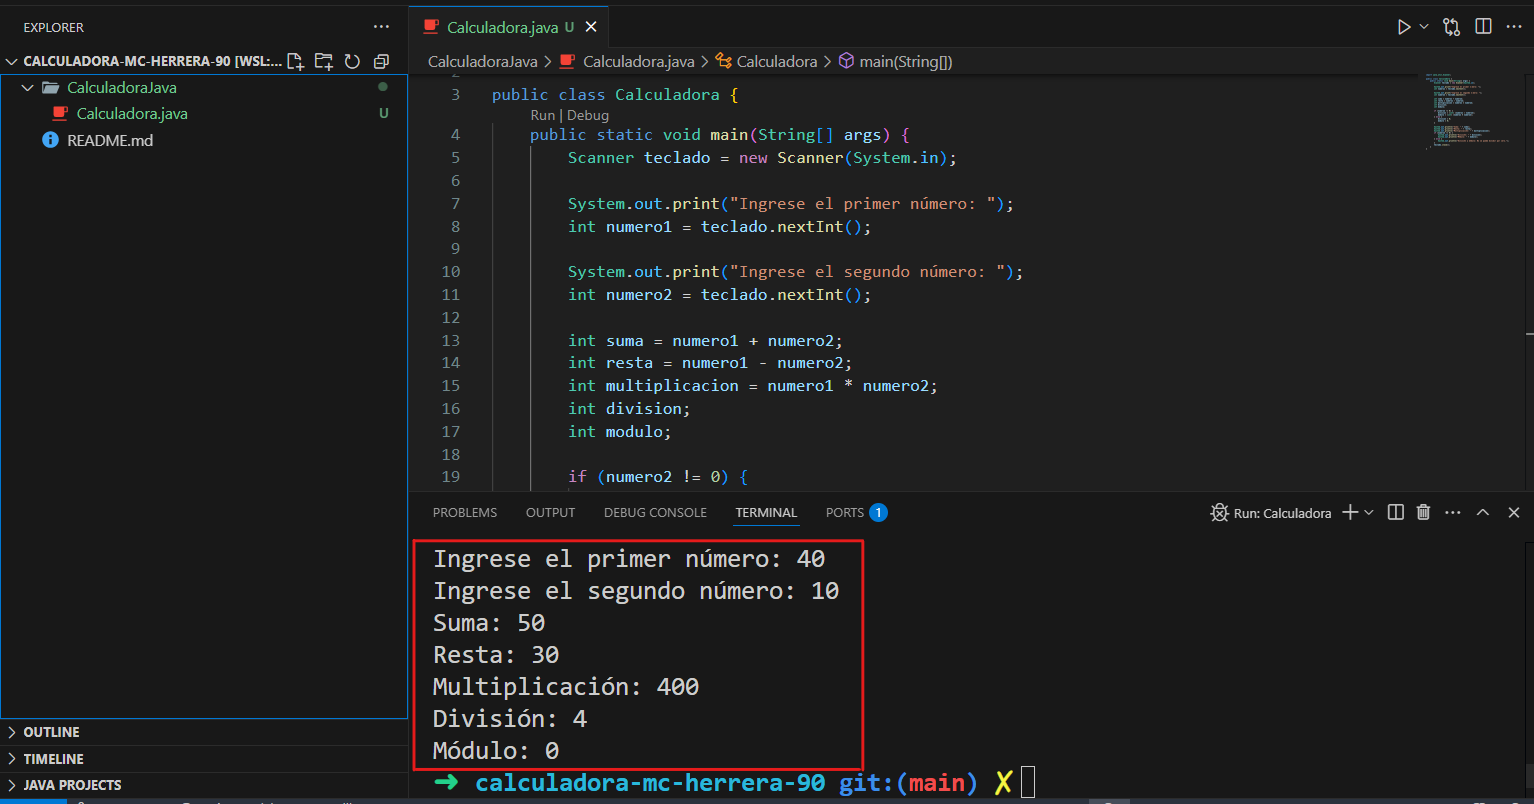 EXPLORER
CALCULADORA-MC-HERRERA-90 [WSL:...
CalculadoraJava
Calculadora.java U
README.md
OUTLINE
TIMELINE
JAVA PROJECTS
Calculadora.java U
CalculadoraJava > Calculadora.java > Calculadora > main(String[])
3 public class Calculadora {
Run | Debug
4 public static void main(String[] args) {
5 Scanner teclado = new Scanner(System.in);
6
7 System.out.print("Ingrese el primer número: ");
8 int numero1 = teclado.nextInt();
9
10 System.out.print("Ingrese el segundo número: ");
11 int numero2 = teclado.nextInt();
12
13 int suma = numero1 + numero2;
14 int resta = numero1 - numero2;
15 int multiplicacion = numero1 * numero2;
16 int division;
17 int modulo;
18
19 if (numero2 != 0) {
PROBLEMS OUTPUT DEBUG CONSOLE TERMINAL PORTS 1
Run: Calculadora
Ingrese el primer número: 40
Ingrese el segundo número: 10
Suma: 50
Resta: 30
Multiplicación: 400
División: 4
Módulo: 0
➜ calculadora-mc-herrera-90 git:(main) ✗